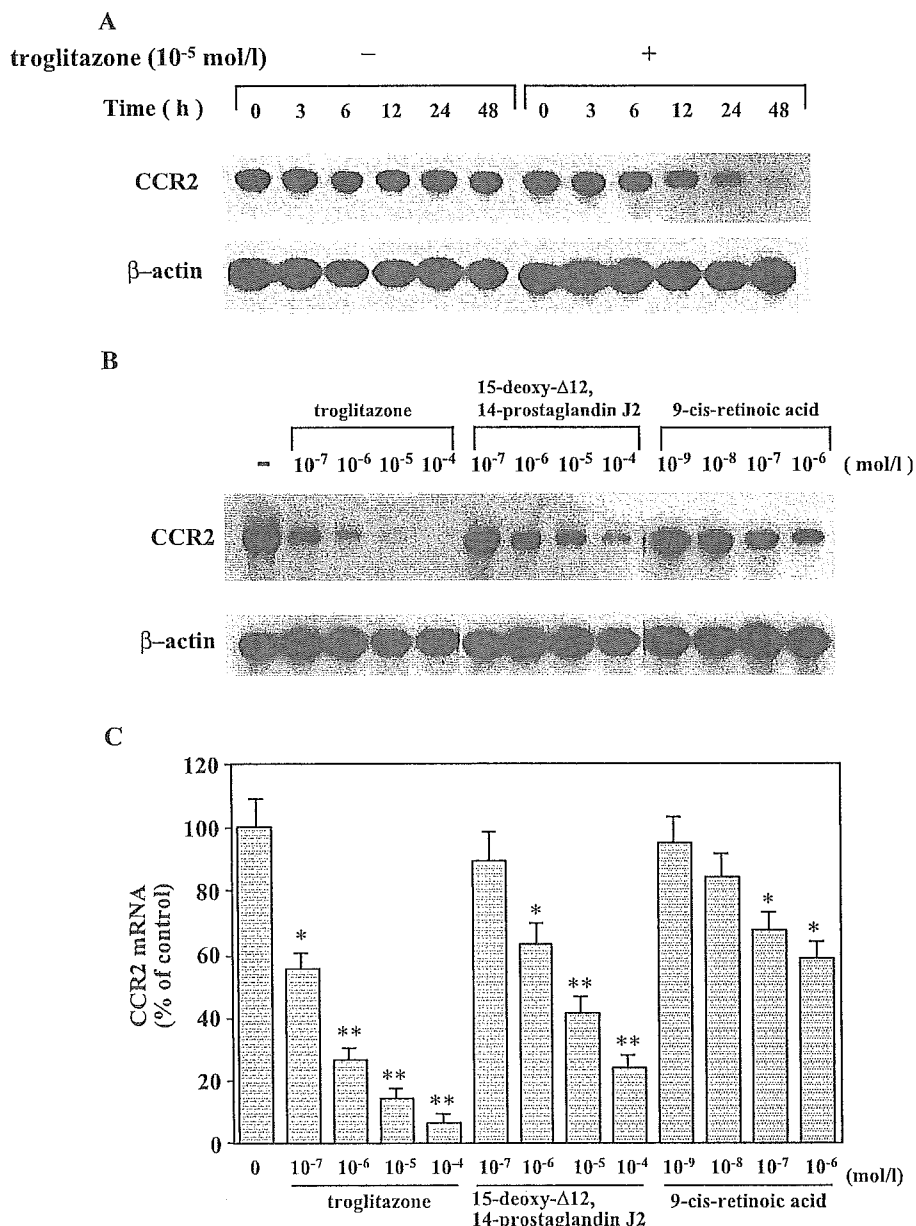 A
troglitazone (10⁻⁵ mol/l) − +
Time ( h ) 0 3 6 12 24 48 0 3 6 12 24 48
CCR2
β–actin
B
troglitazone 15-deoxy-Δ12, 14-prostaglandin J2 9-cis-retinoic acid
− 10⁻⁷ 10⁻⁶ 10⁻⁵ 10⁻⁴ 10⁻⁷ 10⁻⁶ 10⁻⁵ 10⁻⁴ 10⁻⁹ 10⁻⁸ 10⁻⁷ 10⁻⁶ ( mol/l )
CCR2
β–actin
C
CCR2 mRNA
(% of control)
120
100
80
60
40
20
0
* ** ** ** * ** ** * *
0 10⁻⁷ 10⁻⁶ 10⁻⁵ 10⁻⁴ 10⁻⁷ 10⁻⁶ 10⁻⁵ 10⁻⁴ 10⁻⁹ 10⁻⁸ 10⁻⁷ 10⁻⁶ (mol/l)
troglitazone 15-deoxy-Δ12, 14-prostaglandin J2 9-cis-retinoic acid